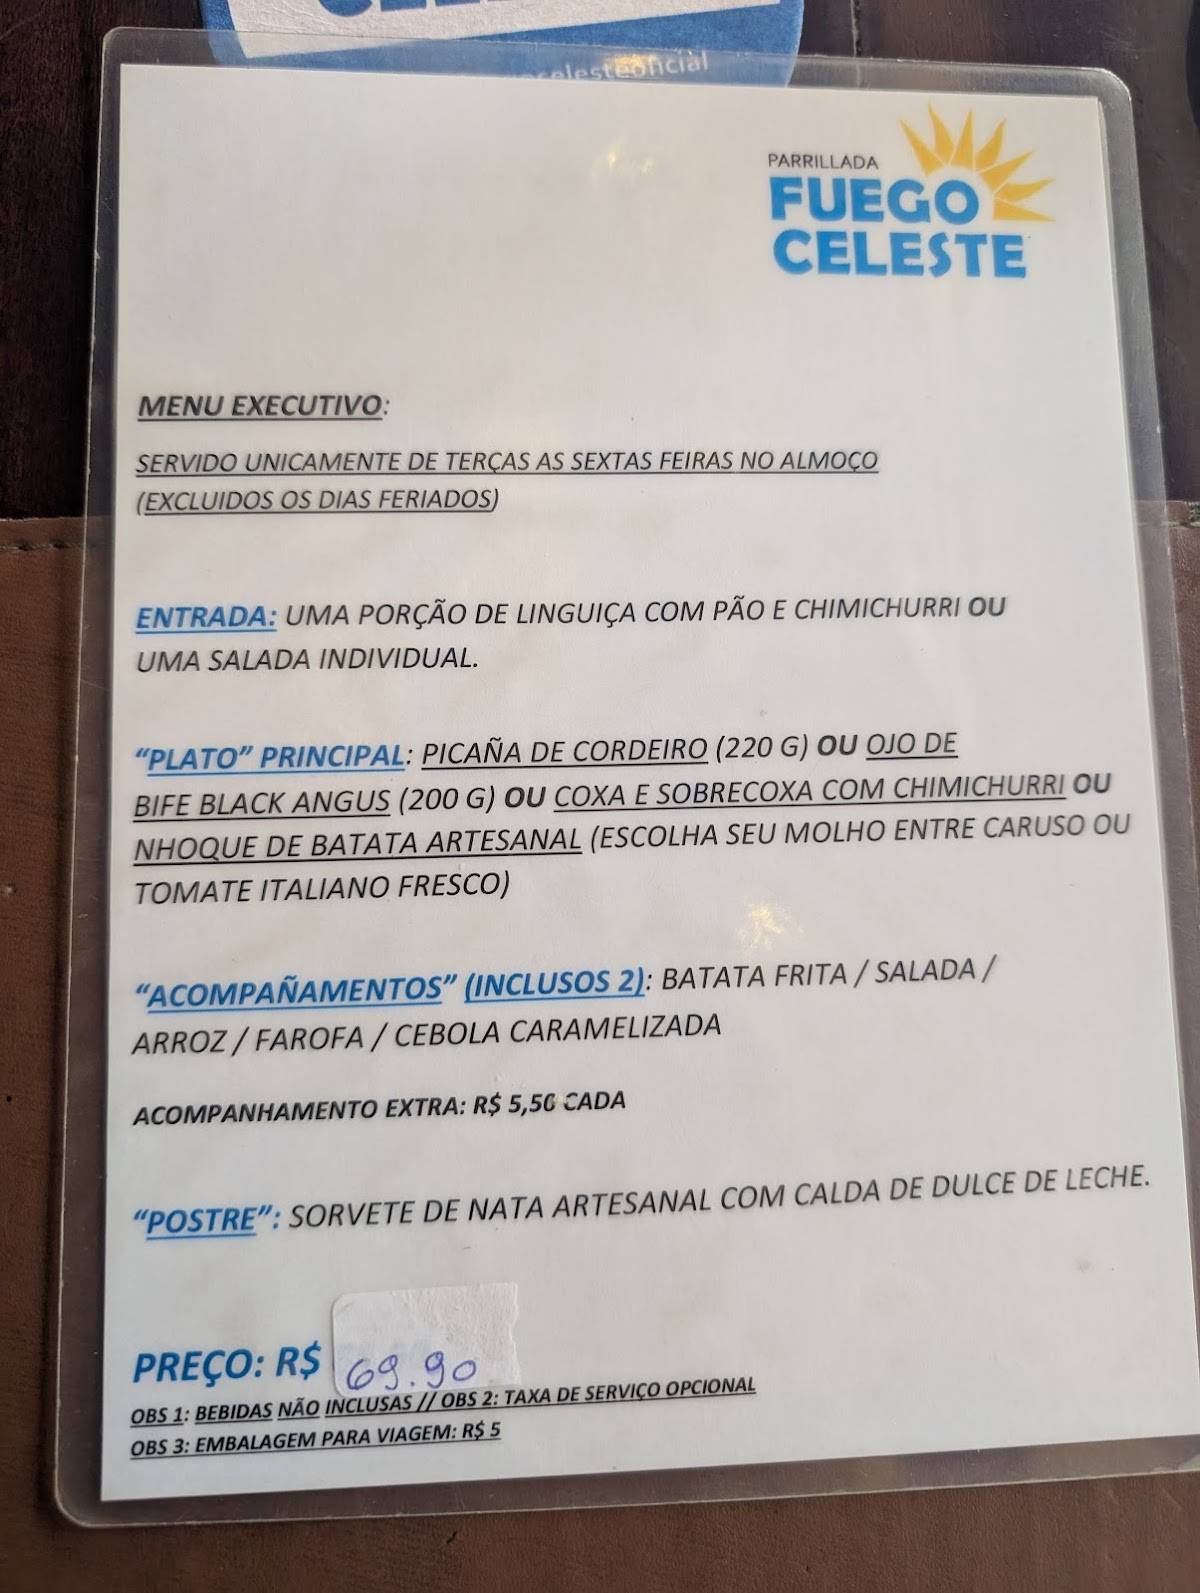 celesteoficial
PARRILLADA
FUEGO
CELESTE
MENU EXECUTIVO:
SERVIDO UNICAMENTE DE TERÇAS AS SEXTAS FEIRAS NO ALMOÇO
(EXCLUIDOS OS DIAS FERIADOS)
ENTRADA: UMA PORÇÃO DE LINGUIÇA COM PÃO E CHIMICHURRI OU
UMA SALADA INDIVIDUAL.
“PLATO” PRINCIPAL: PICAÑA DE CORDEIRO (220 G) OU OJO DE
BIFE BLACK ANGUS (200 G) OU COXA E SOBRECOXA COM CHIMICHURRI OU
NHOQUE DE BATATA ARTESANAL (ESCOLHA SEU MOLHO ENTRE CARUSO OU
TOMATE ITALIANO FRESCO)
“ACOMPAÑAMENTOS” (INCLUSOS 2): BATATA FRITA / SALADA /
ARROZ / FAROFA / CEBOLA CARAMELIZADA
ACOMPANHAMENTO EXTRA: R$ 5,50 CADA
“POSTRE”: SORVETE DE NATA ARTESANAL COM CALDA DE DULCE DE LECHE.
PREÇO: R$ 69.90
OBS 1: BEBIDAS NÃO INCLUSAS // OBS 2: TAXA DE SERVIÇO OPCIONAL
OBS 3: EMBALAGEM PARA VIAGEM: R$ 5